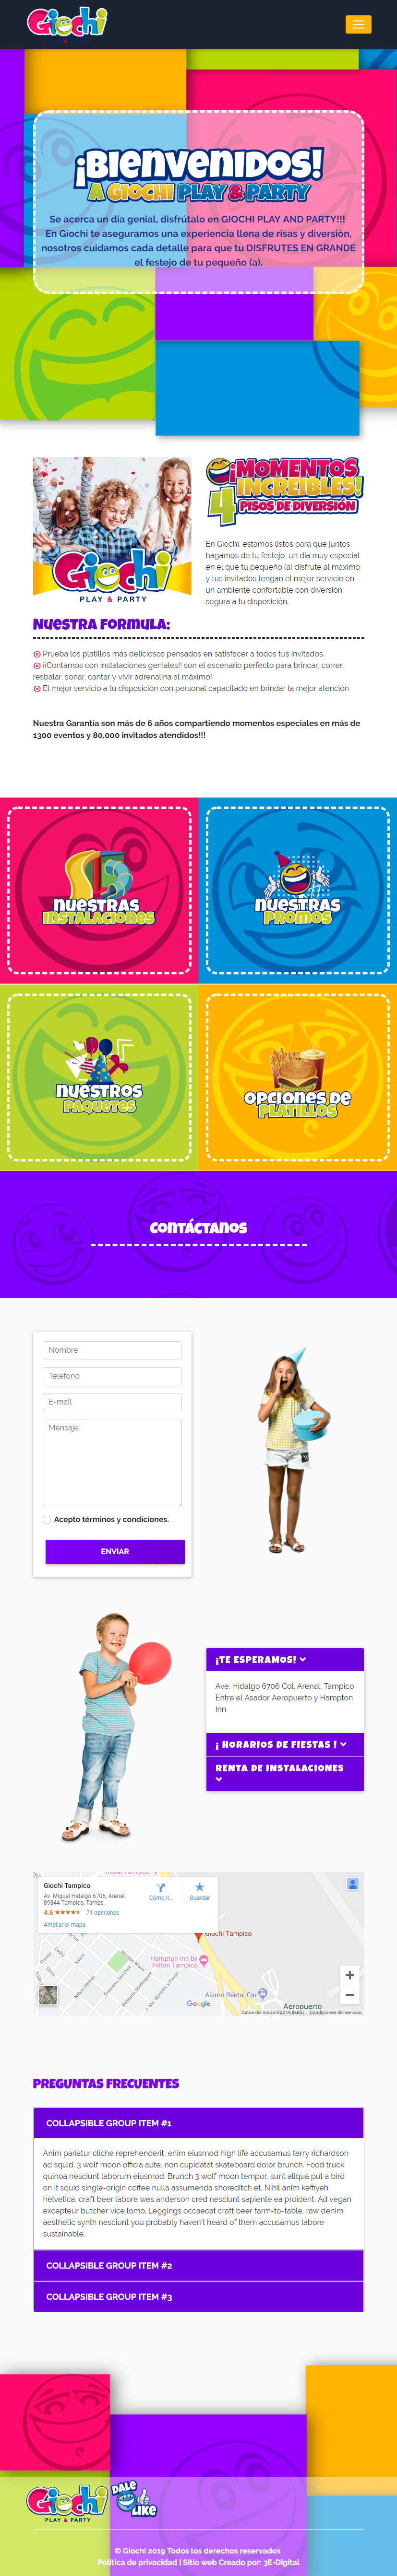 Giochi
¡BIENVENIDOS!
A GIOCHI PLAY & PARTY
Se acerca un día genial, disfrútalo en GIOCHI PLAY AND PARTY!!!
En Giochi te aseguramos una experiencia llena de risas y diversión,
nosotros cuidamos cada detalle para que tu DISFRUTES EN GRANDE
el festejo de tu pequeño (a).
Giochi
PLAY & PARTY
¡MOMENTOS
INCREIBLES!
4 PISOS DE DIVERSIÓN
En Giochi, estamos listos para que juntos
hagamos de tu festejo, un día muy especial
en el que tu pequeño (a) disfrute al máximo
y tus invitados tengan el mejor servicio en
un ambiente confortable con diversión
segura a tu disposición.
Nuestra Formula:
Prueba los platillos más deliciosos pensados en satisfacer a todos tus invitados.
¡¡Contamos con instalaciones geniales!! son el escenario perfecto para brincar, correr,
resbalar, soñar, cantar y vivir adrenalina al máximo!
El mejor servicio a tu disposición con personal capacitado en brindar la mejor atención
Nuestra Garantía son más de 6 años compartiendo momentos especiales en más de
1300 eventos y 80,000 invitados atendidos!!!
NUESTRAS
INSTALACIONES
NUESTRAS
PROMOS
NUESTROS
PAQUETES
OPCIONES DE
PLATILLOS
Contáctanos
Nombre
Telefono
E-mail
Mensaje
Acepto términos y condiciones.
ENVIAR
¡TE ESPERAMOS!
Ave. Hidalgo 6706 Col. Arenal, Tampico
Entre el Asador Aeropuerto y Hampton
Inn
¡ HORARIOS DE FIESTAS !
RENTA DE INSTALACIONES
Giochi Tampico
Av. Miguel Hidalgo 6706, Arenal,
89344 Tampico, Tamps.
4.6 71 opiniones
Ampliar el mapa
Cómo ll...
Guardar
Giochi Tampico
Hampton Inn by
Hilton Tampico
Alamo Rental Car
Google
Aeropuerto
Datos del mapa ©2019 INEGI
Condiciones del servicio
PREGUNTAS FRECUENTES
COLLAPSIBLE GROUP ITEM #1
Anim pariatur cliche reprehenderit, enim eiusmod high life accusamus terry richardson
ad squid. 3 wolf moon officia aute, non cupidatat skateboard dolor brunch. Food truck
quinoa nesciunt laborum eiusmod. Brunch 3 wolf moon tempor, sunt aliqua put a bird
on it squid single-origin coffee nulla assumenda shoreditch et. Nihil anim keffiyeh
helvetica, craft beer labore wes anderson cred nesciunt sapiente ea proident. Ad vegan
excepteur butcher vice lomo. Leggings occaecat craft beer farm-to-table, raw denim
aesthetic synth nesciunt you probably haven't heard of them accusamus labore
sustainable.
COLLAPSIBLE GROUP ITEM #2
COLLAPSIBLE GROUP ITEM #3
Giochi
PLAY & PARTY
DALE
LIKE
© Giochi 2019 Todos los derechos reservados
Política de privacidad | Sitio web Creado por: 3E-Digital